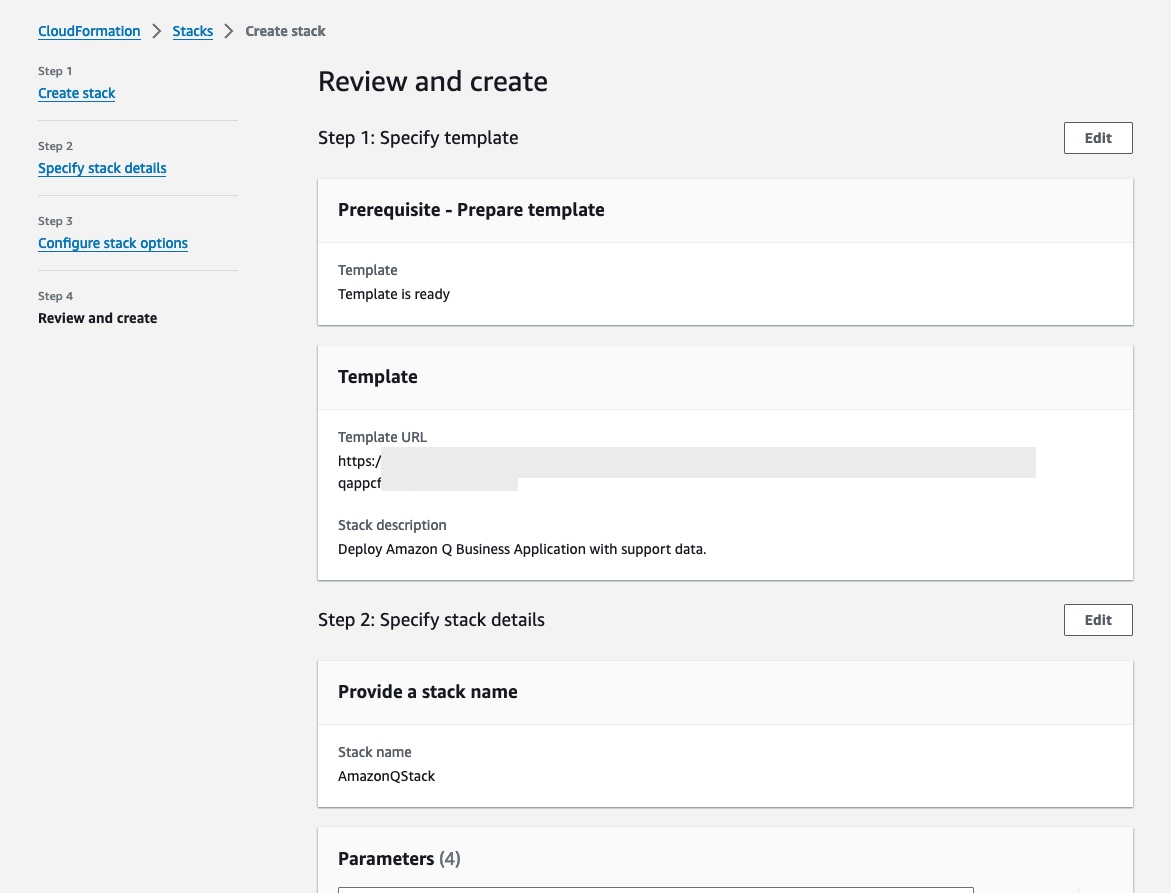 CloudFormation > Stacks > Create stack
Step 1
Create stack
Step 2
Specify stack details
Step 3
Configure stack options
Step 4
Review and create
Review and create
Step 1: Specify template
Edit
Prerequisite - Prepare template
Template
Template is ready
Template
Template URL
https:/
qappcf
Stack description
Deploy Amazon Q Business Application with support data.
Step 2: Specify stack details
Edit
Provide a stack name
Stack name
AmazonQStack
Parameters (4)